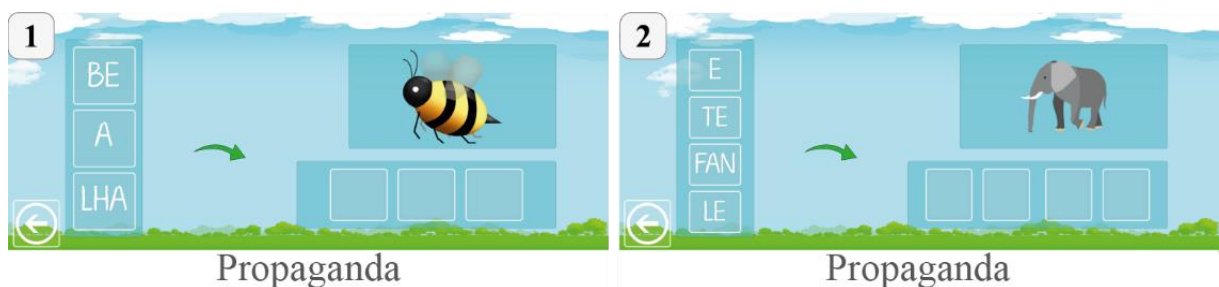 1
BE
A
LHA
Propaganda
2
E
TE
FAN
LE
Propaganda